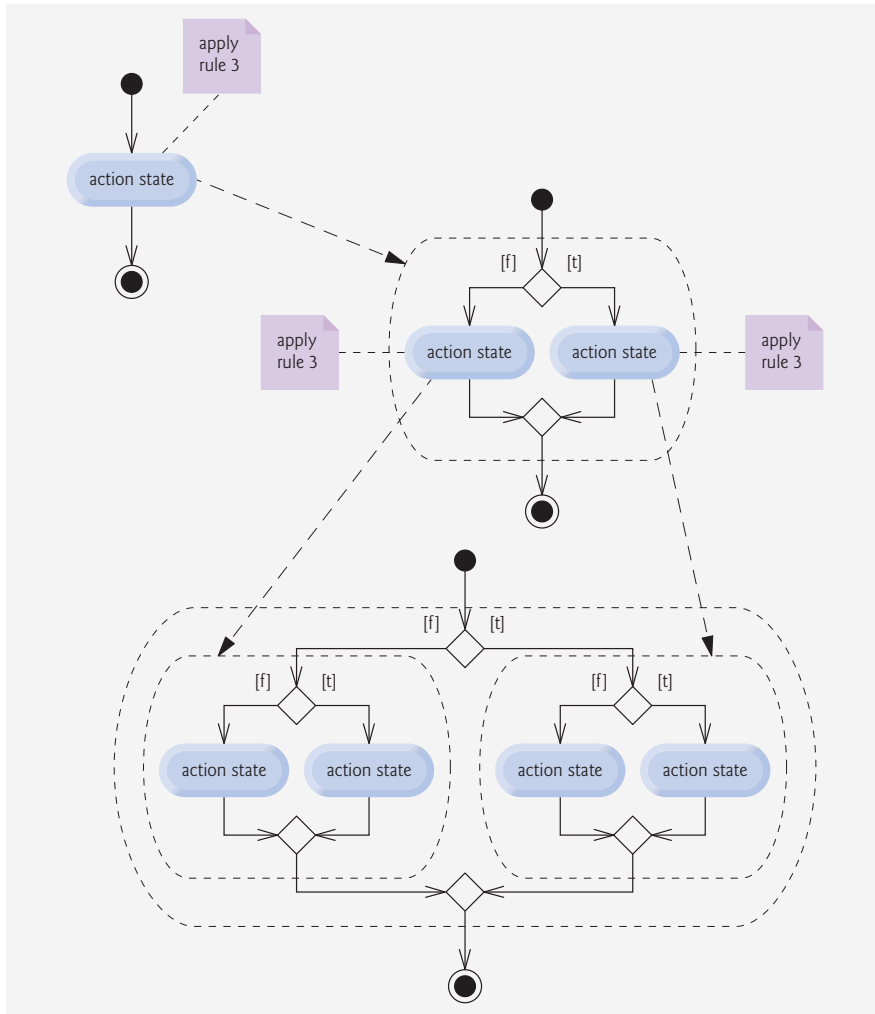 apply
rule 3
action state
[f] [t]
apply
rule 3
action state
action state
apply
rule 3
[f] [t]
[f] [t]
[f] [t]
action state
action state
action state
action state